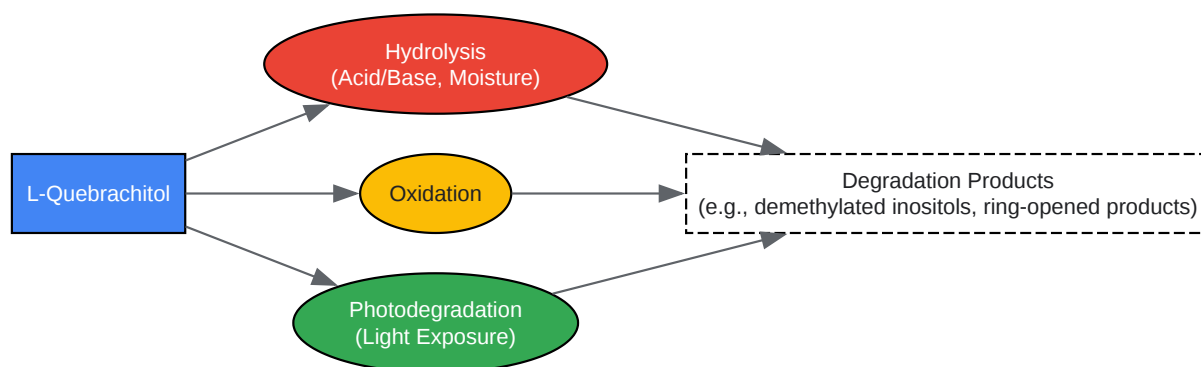 Hydrolysis
(Acid/Base, Moisture)
L-Quebrachitol
Oxidation
Degradation Products
(e.g., demethylated inositols, ring-opened products)
Photodegradation
(Light Exposure)